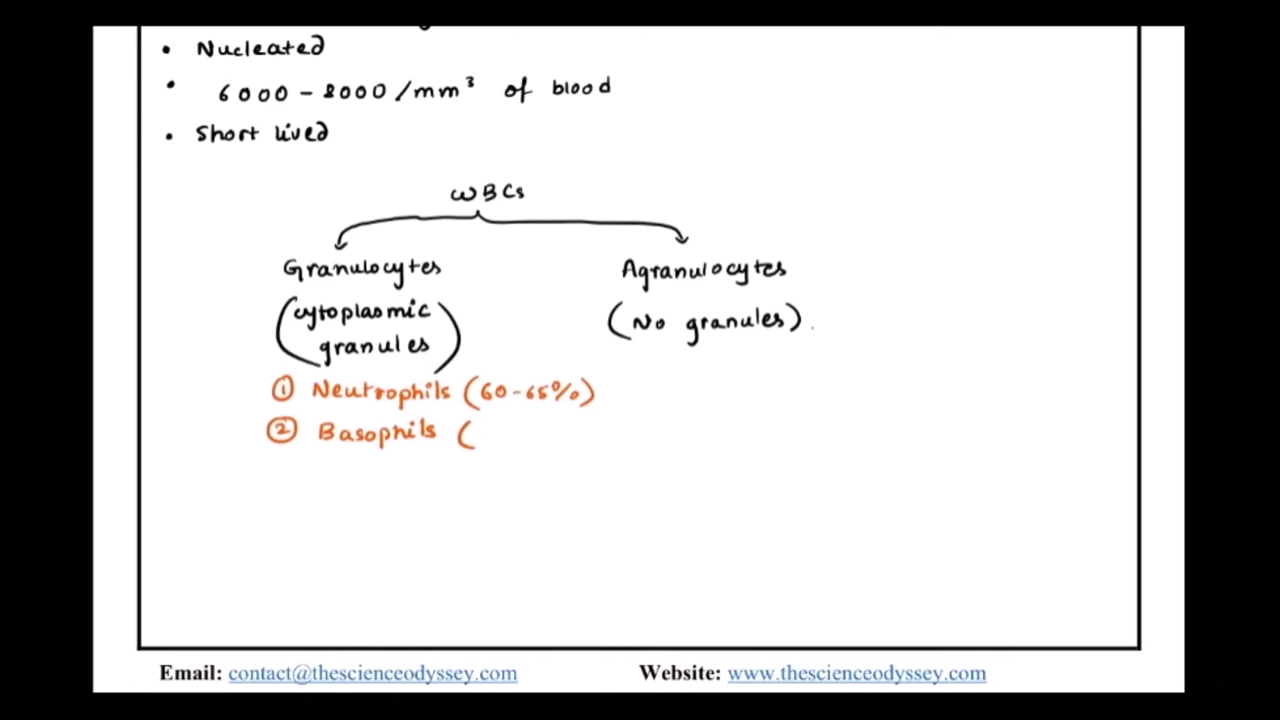 • Nucleated
• 6000 - 8000 /mm³ of blood
• Short lived
WBCs
Granulocytes Agranulocytes
(cytoplasmic granules) (No granules).
① Neutrophils (60-65%)
② Basophils (
Email: contact@thescienceodyssey.com Website: www.thescienceodyssey.com